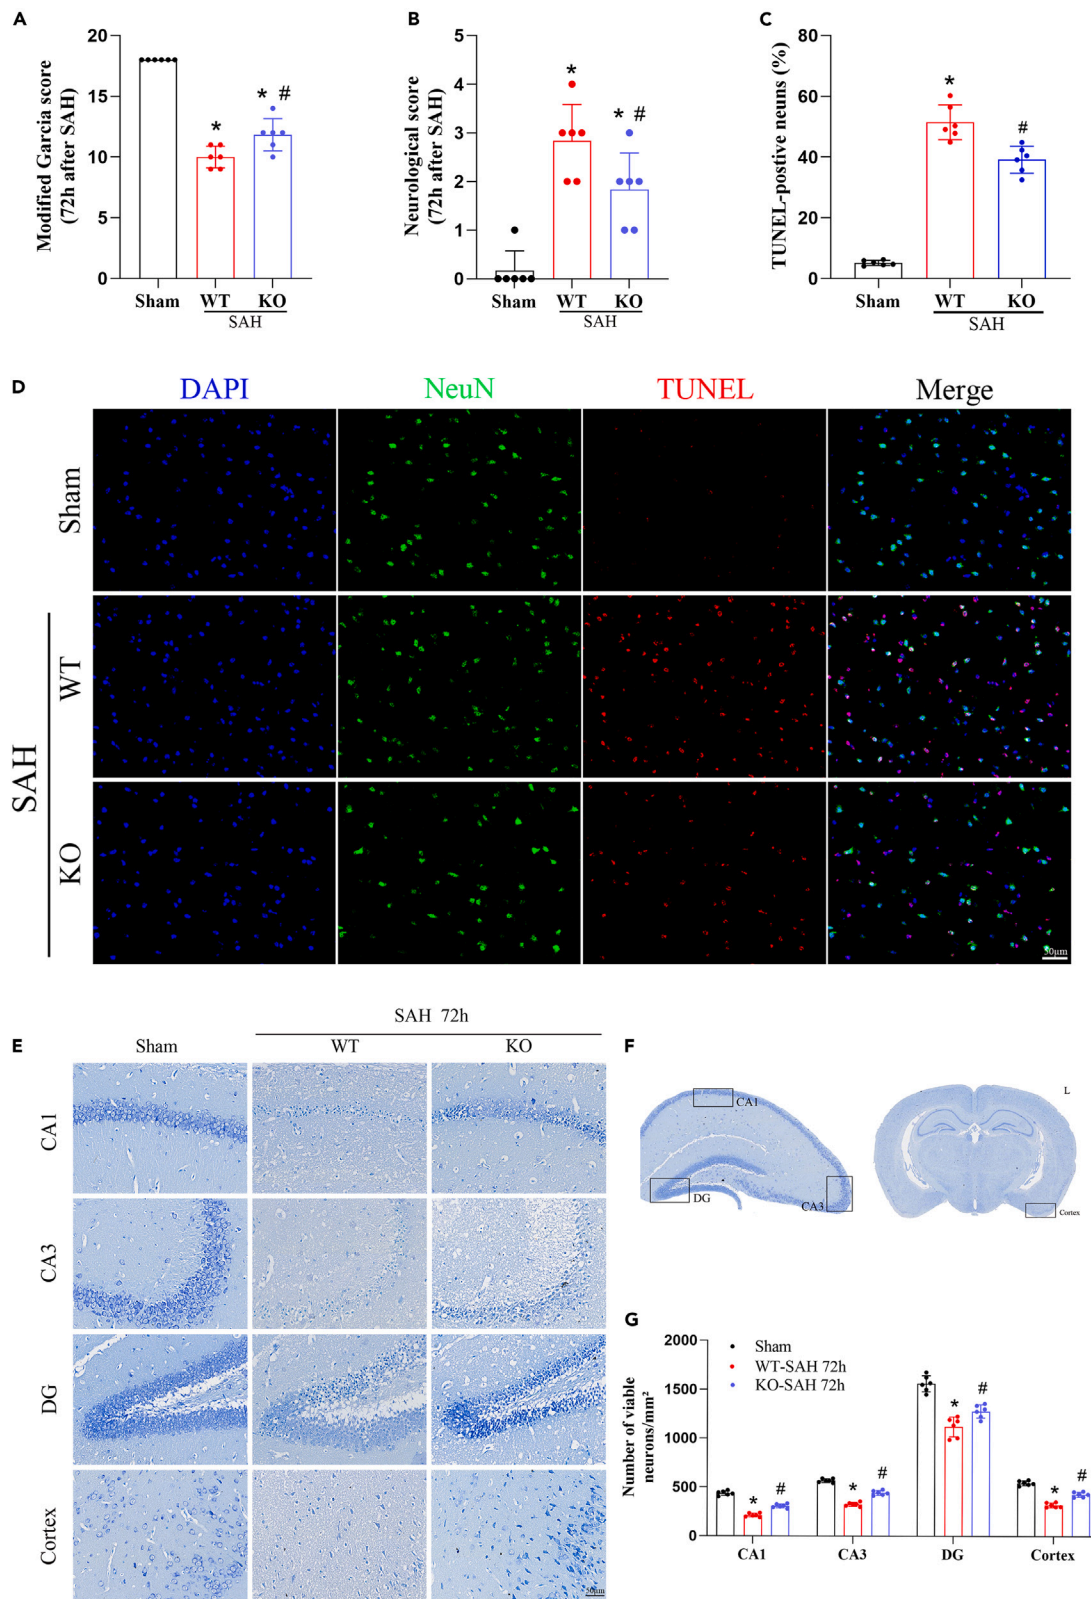 A
Modified Garcia score
(72h after SAH)
20
15
10
5
0
*
* #
Sham WT KO
SAH
B
Neurological score
(72h after SAH)
5
4
3
2
1
0
*
* #
Sham WT KO
SAH
C
TUNEL-postive neuns (%)
80
60
40
20
0
*
#
Sham WT KO
SAH
D
DAPI NeuN TUNEL Merge
Sham
SAH
WT
KO
50μm
E
SAH 72h
Sham WT KO
CA1
CA3
DG
Cortex
50μm
F
CA1
DG
CA3
L
Cortex
G
Number of viable
neurons/mm²
2000
1500
1000
500
0
Sham
WT-SAH 72h
KO-SAH 72h
* #
* #
* #
* #
CA1 CA3 DG Cortex